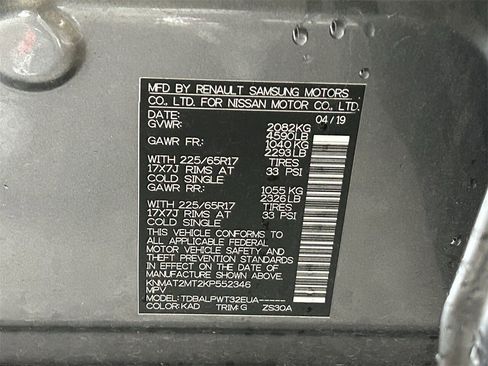 MFD BY RENAULT SAMSUNG MOTORS
CO., LTD. FOR NISSAN MOTOR CO., LTD.
DATE: 04/19
GVWR: 2082KG
4590LB
GAWR FR: 1040 KG
2293LB
WITH 225/65R17 TIRES
17X7J RIMS AT 33 PSI
COLD SINGLE
GAWR RR: 1055 KG
2326LB
WITH 225/65R17 TIRES
17X7J RIMS AT 33 PSI
COLD SINGLE
THIS VEHICLE CONFORMS TO ALL
APPLICABLE U.S. FEDERAL MOTOR
VEHICLE SAFETY, BUMPER, AND
THEFT PREVENTION STANDARDS
IN EFFECT ON THE DATE OF
MANUFACTURE SHOWN ABOVE.
KNMAT2MT2KP552346
MPV
MODEL: TDBALPWT32EUA-----
COLOR: KAD TRIM: G ZS30A